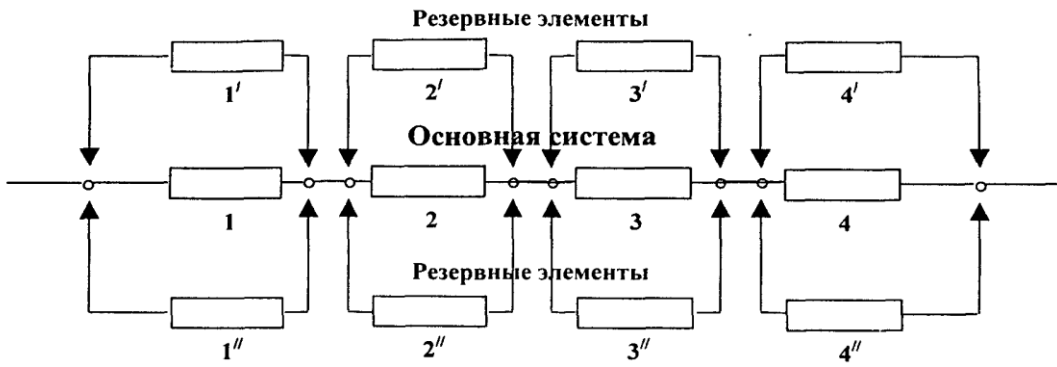 Резервные элементы
1′ 2′ 3′ 4′
Основная система
1 2 3 4
Резервные элементы
1″ 2″ 3″ 4″